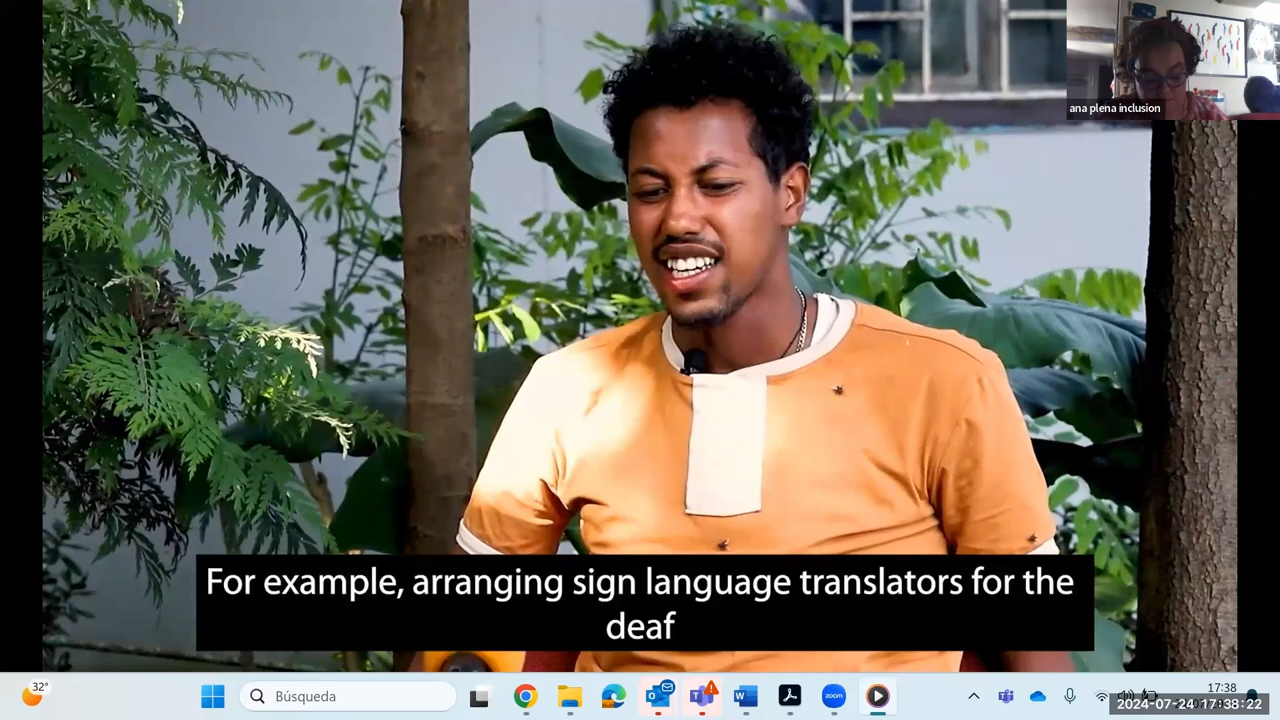 ana plena inclusion
For example, arranging sign language translators for the
deaf
32°
Búsqueda
zoom
17:38
2024-07-24 17:38:22